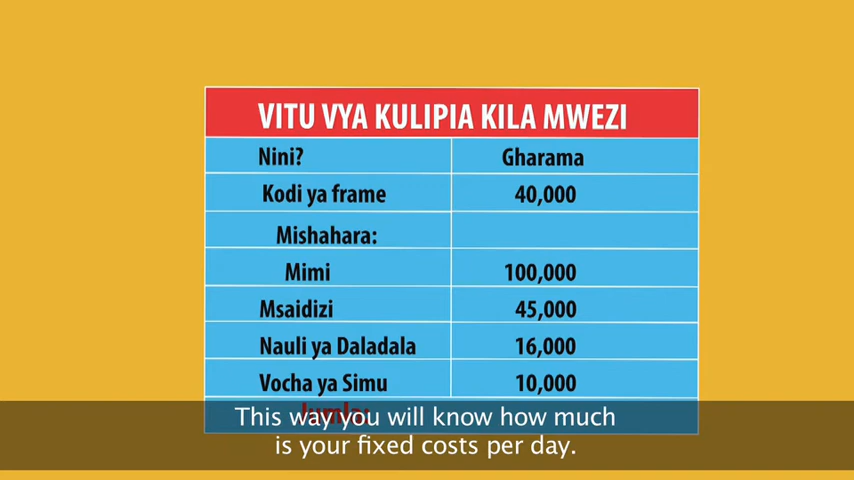 VITU VYA KULIPIA KILA MWEZI
Nini? Gharama
Kodi ya frame 40,000
Mishahara:
Mimi 100,000
Msaidizi 45,000
Nauli ya Daladala 16,000
Vocha ya Simu 10,000
This way you will know how much
is your fixed costs per day.